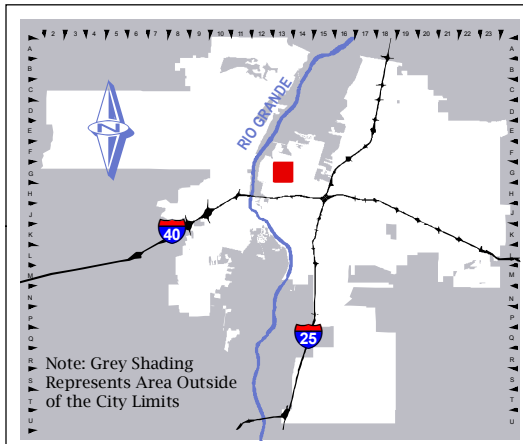 2 3 4 5 6 7 8 9 10 11 12 13 14 15 16 17 18 19 20 21 22 23
A A
B B
C C
D D
E E
F F
G G
H H
J J
K K
L L
M M
N N
P P
Q Q
R R
S S
T T
U U
N
RIO GRANDE
40
25
Note: Grey Shading
Represents Area Outside
of the City Limits